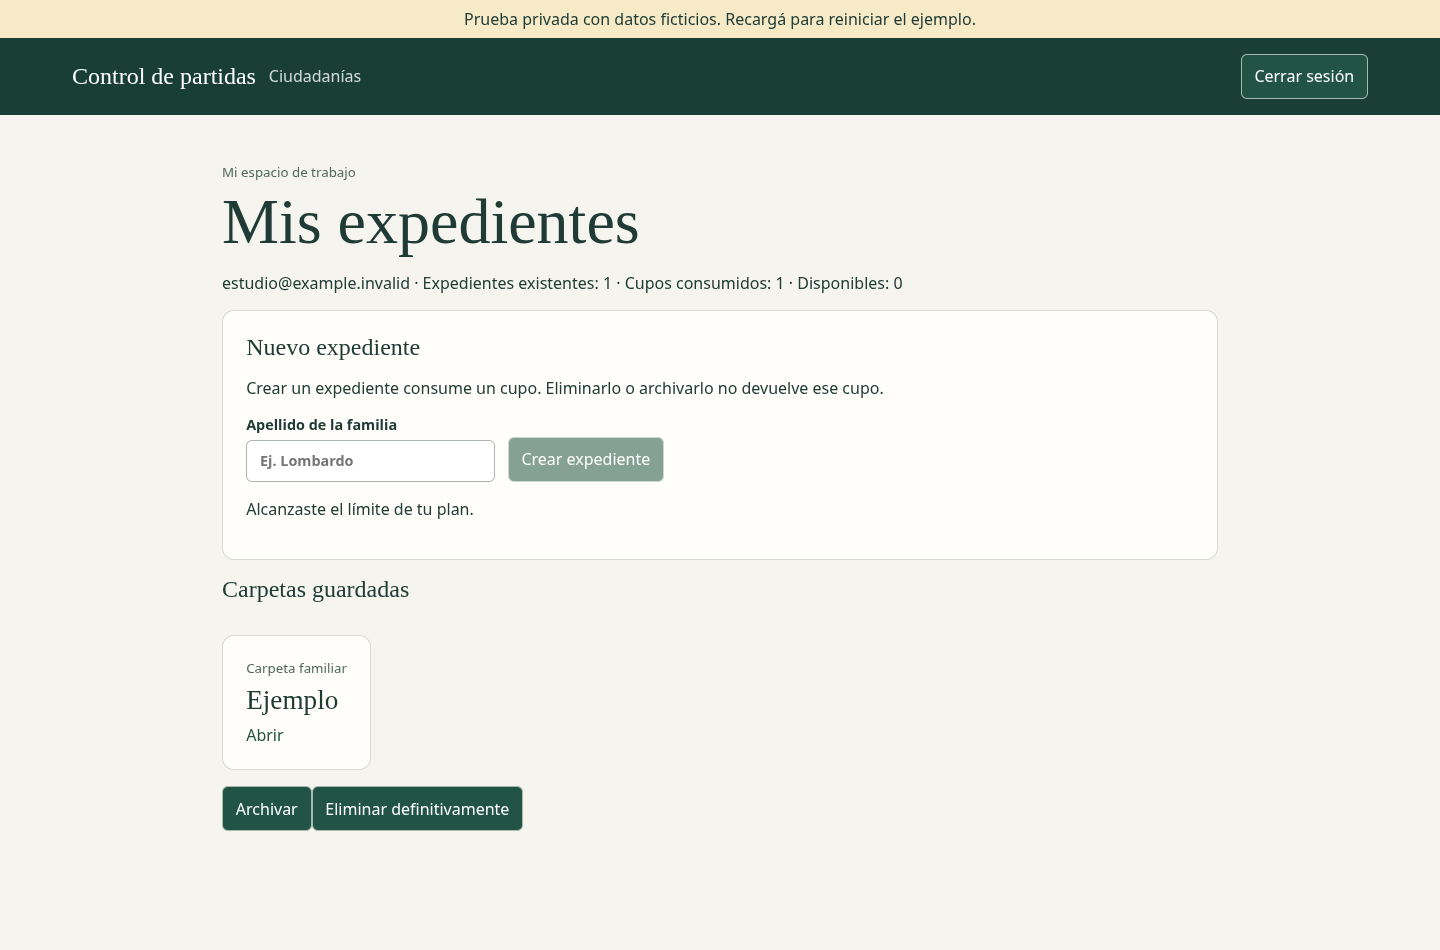 Prueba privada con datos ficticios. Recargá para reiniciar el ejemplo.
Control de partidas Ciudadanías Cerrar sesión
Mi espacio de trabajo
Mis expedientes
estudio@example.invalid · Expedientes existentes: 1 · Cupos consumidos: 1 · Disponibles: 0
Nuevo expediente
Crear un expediente consume un cupo. Eliminarlo o archivarlo no devuelve ese cupo.
Apellido de la familia
Ej. Lombardo Crear expediente
Alcanzaste el límite de tu plan.
Carpetas guardadas
Carpeta familiar
Ejemplo
Abrir
Archivar Eliminar definitivamente